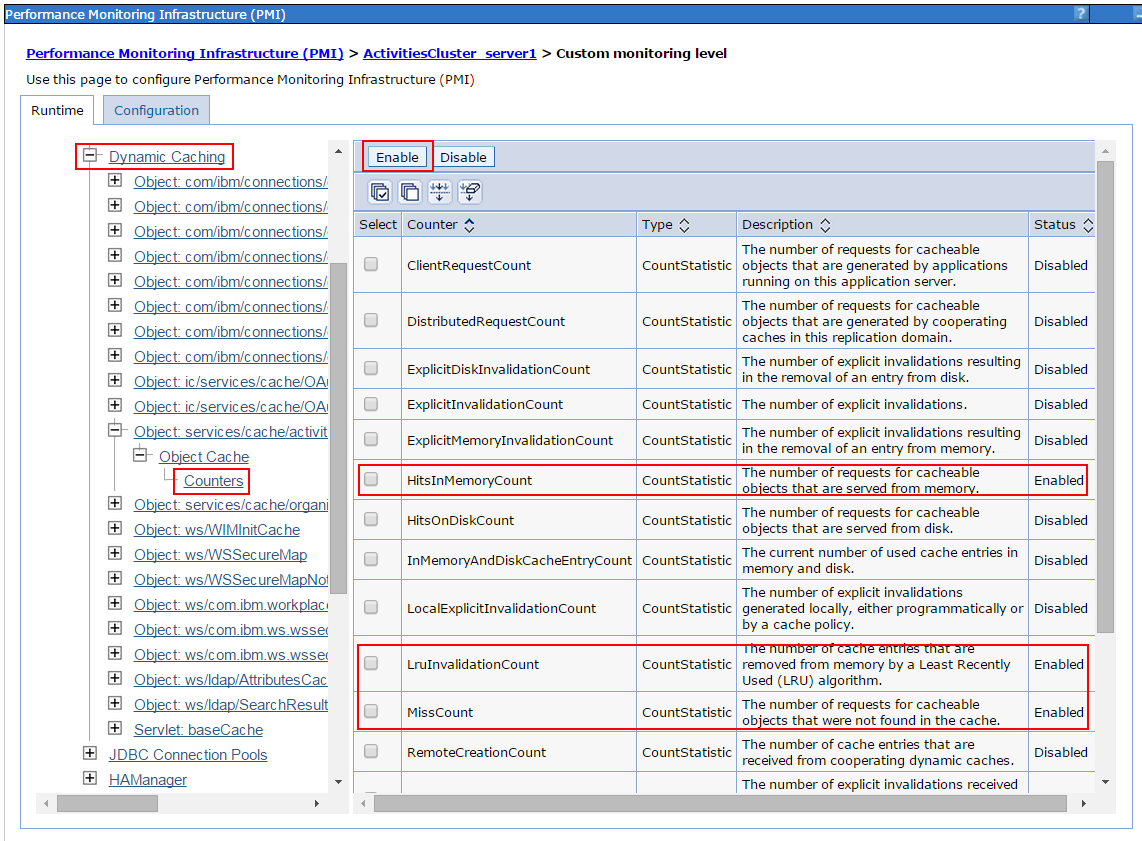 Performance Monitoring Infrastructure (PMI)
?
Performance Monitoring Infrastructure (PMI) > ActivitiesCluster_server1 > Custom monitoring level
Use this page to configure Performance Monitoring Infrastructure (PMI)
Runtime
Configuration
Dynamic Caching
Object: com/ibm/connections/
Object: com/ibm/connections/
Object: com/ibm/connections/
Object: com/ibm/connections/
Object: com/ibm/connections/
Object: com/ibm/connections/
Object: com/ibm/connections/
Object: com/ibm/connections/
Object: ic/services/cache/OAu
Object: ic/services/cache/OAu
Object: services/cache/activit
Object Cache
Counters
Object: services/cache/organi
Object: ws/WIMInitCache
Object: ws/WSSecureMap
Object: ws/WSSecureMapNot
Object: ws/com.ibm.workplace
Object: ws/com.ibm.ws.wssec
Object: ws/com.ibm.ws.wssec
Object: ws/ldap/AttributesCac
Object: ws/ldap/SearchResult
Servlet: baseCache
JDBC Connection Pools
HAManager
Enable
Disable
Select Counter Type Description Status
ClientRequestCount CountStatistic The number of requests for cacheable
objects that are generated by applications
running on this application server. Disabled
DistributedRequestCount CountStatistic The number of requests for cacheable
objects that are generated by cooperating
caches in this replication domain. Disabled
ExplicitDiskInvalidationCount CountStatistic The number of explicit invalidations resulting
in the removal of an entry from disk. Disabled
ExplicitInvalidationCount CountStatistic The number of explicit invalidations. Disabled
ExplicitMemoryInvalidationCount CountStatistic The number of explicit invalidations resulting
in the removal of an entry from memory. Disabled
HitsInMemoryCount CountStatistic The number of requests for cacheable
objects that are served from memory. Enabled
HitsOnDiskCount CountStatistic The number of requests for cacheable
objects that are served from disk. Disabled
InMemoryAndDiskCacheEntryCount CountStatistic The current number of used cache entries in
memory and disk. Disabled
LocalExplicitInvalidationCount CountStatistic The number of explicit invalidations
generated locally, either programmatically or
by a cache policy. Disabled
LruInvalidationCount CountStatistic The number of cache entries that are
removed from memory by a Least Recently
Used (LRU) algorithm. Enabled
MissCount CountStatistic The number of requests for cacheable
objects that were not found in the cache. Enabled
RemoteCreationCount CountStatistic The number of cache entries that are
received from cooperating dynamic caches. Disabled
The number of explicit invalidations received